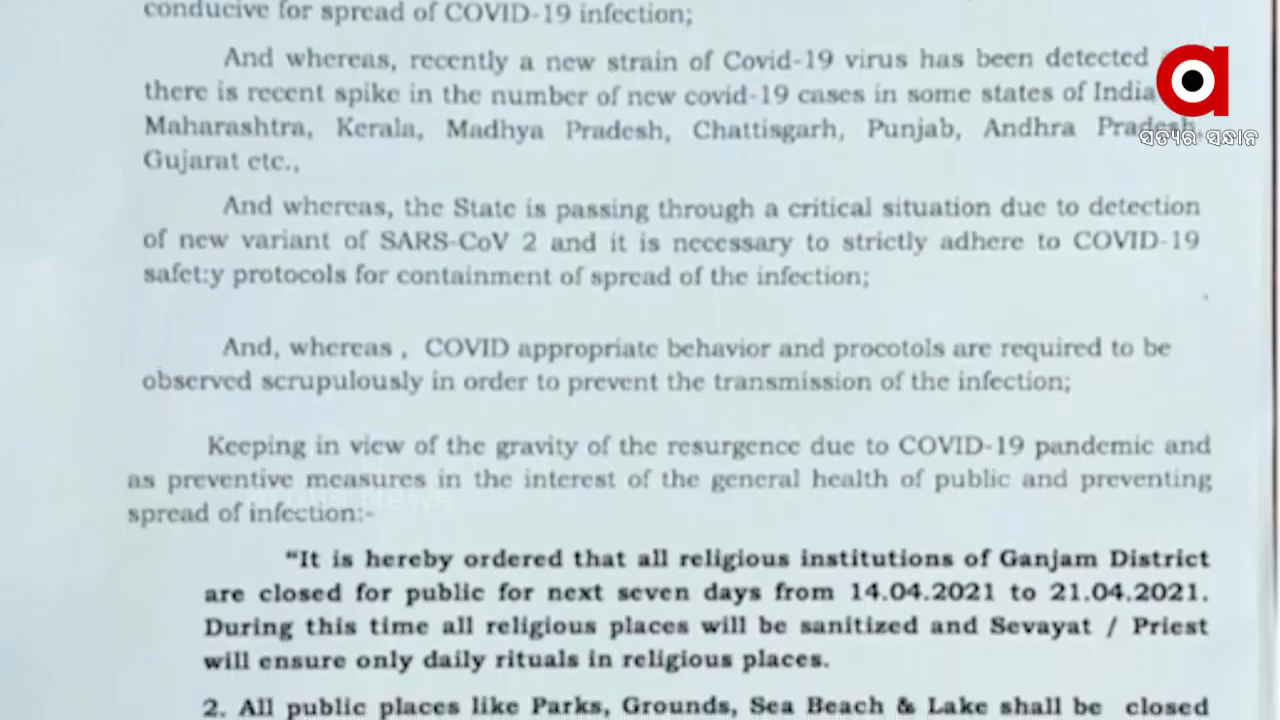 conducive for spread of COVID-19 infection;
And whereas, recently a new strain of Covid-19 virus has been detected
there is recent spike in the number of new covid-19 cases in some states of India
Maharashtra, Kerala, Madhya Pradesh, Chattisgarh, Punjab, Andhra Pradesh,
ସତ୍ୟର ସନ୍ଧାନ
Gujarat etc.,
And whereas, the State is passing through a critical situation due to detection
of new variant of SARS-CoV 2 and it is necessary to strictly adhere to COVID-19
safet:y protocols for containment of spread of the infection;
And, whereas , COVID appropriate behavior and procotols are required to be
observed scrupulously in order to prevent the transmission of the infection;
Keeping in view of the gravity of the resurgence due to COVID-19 pandemic and
as preventive measures in the interest of the general health of public and preventing
spread of infection:-
“It is hereby ordered that all religious institutions of Ganjam District
are closed for public for next seven days from 14.04.2021 to 21.04.2021.
During this time all religious places will be sanitized and Sevayat / Priest
will ensure only daily rituals in religious places.
2. All public places like Parks, Grounds, Sea Beach & Lake shall be closed